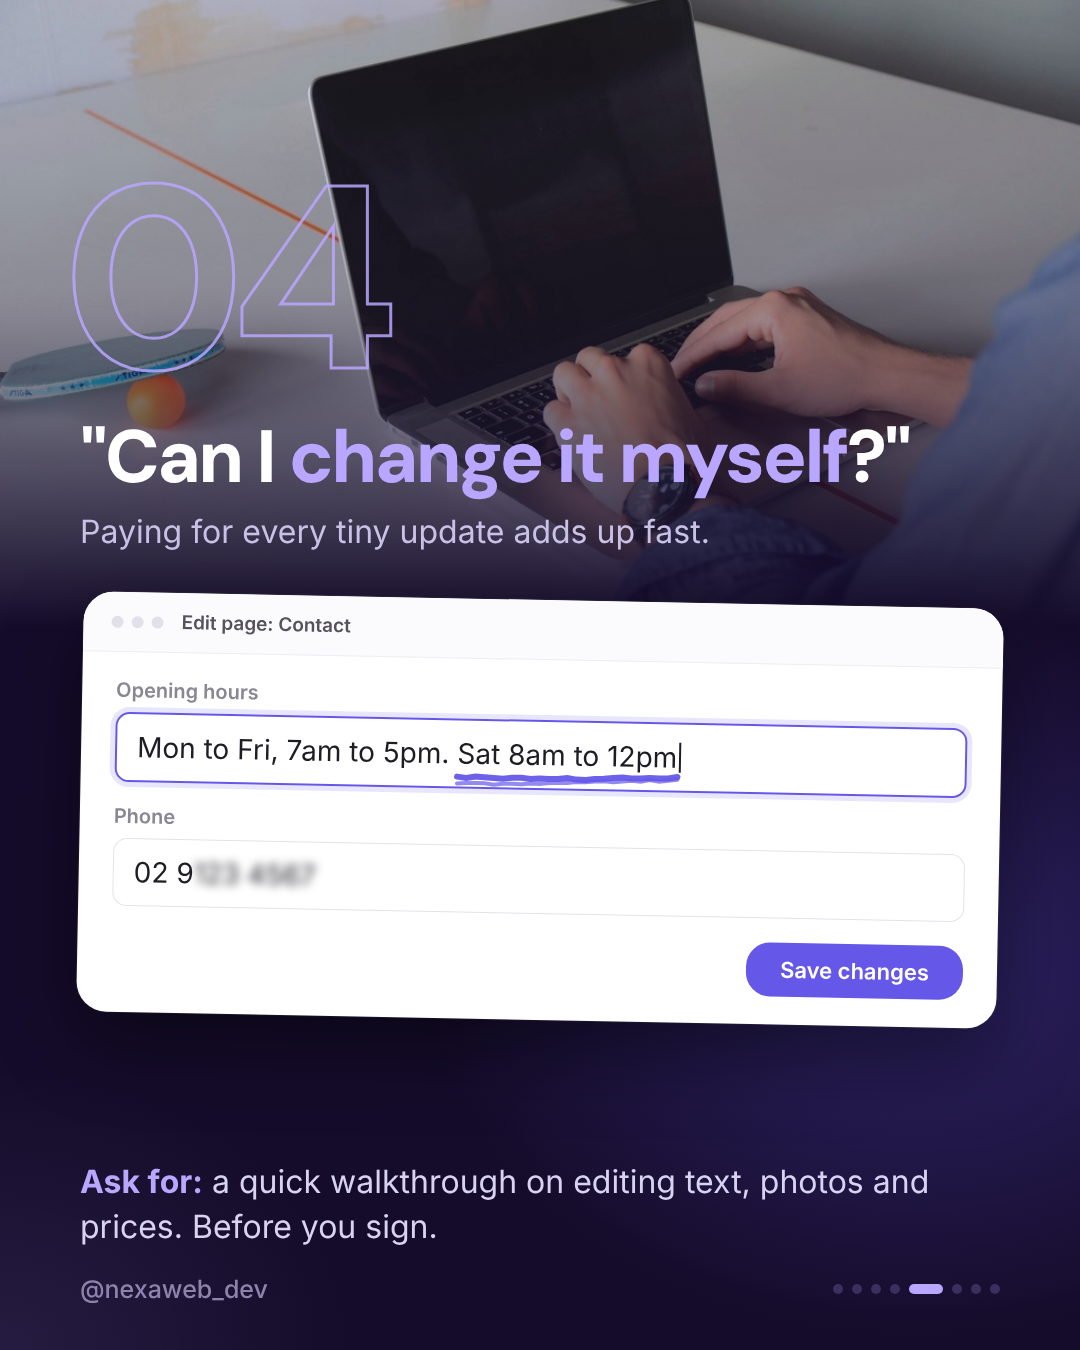 04
"Can I change it myself?"
Paying for every tiny update adds up fast.
Edit page: Contact
Opening hours
Mon to Fri, 7am to 5pm. Sat 8am to 12pm
Phone
02 9
Save changes
Ask for: a quick walkthrough on editing text, photos and
prices. Before you sign.
@nexaweb_dev